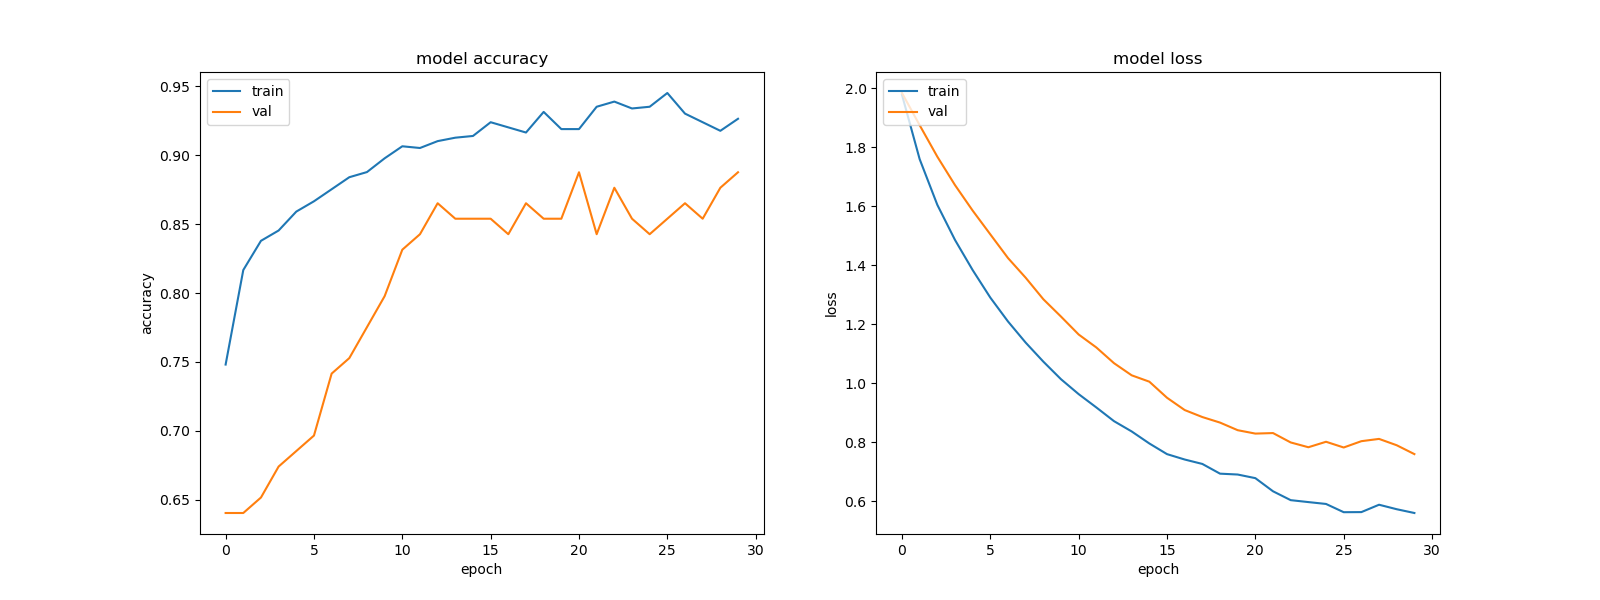 model accuracy
train
val
0.95
0.90
0.85
0.80
0.75
0.70
0.65
accuracy
0 5 10 15 20 25 30
epoch
model loss
train
val
2.0
1.8
1.6
1.4
1.2
1.0
0.8
0.6
loss
0 5 10 15 20 25 30
epoch